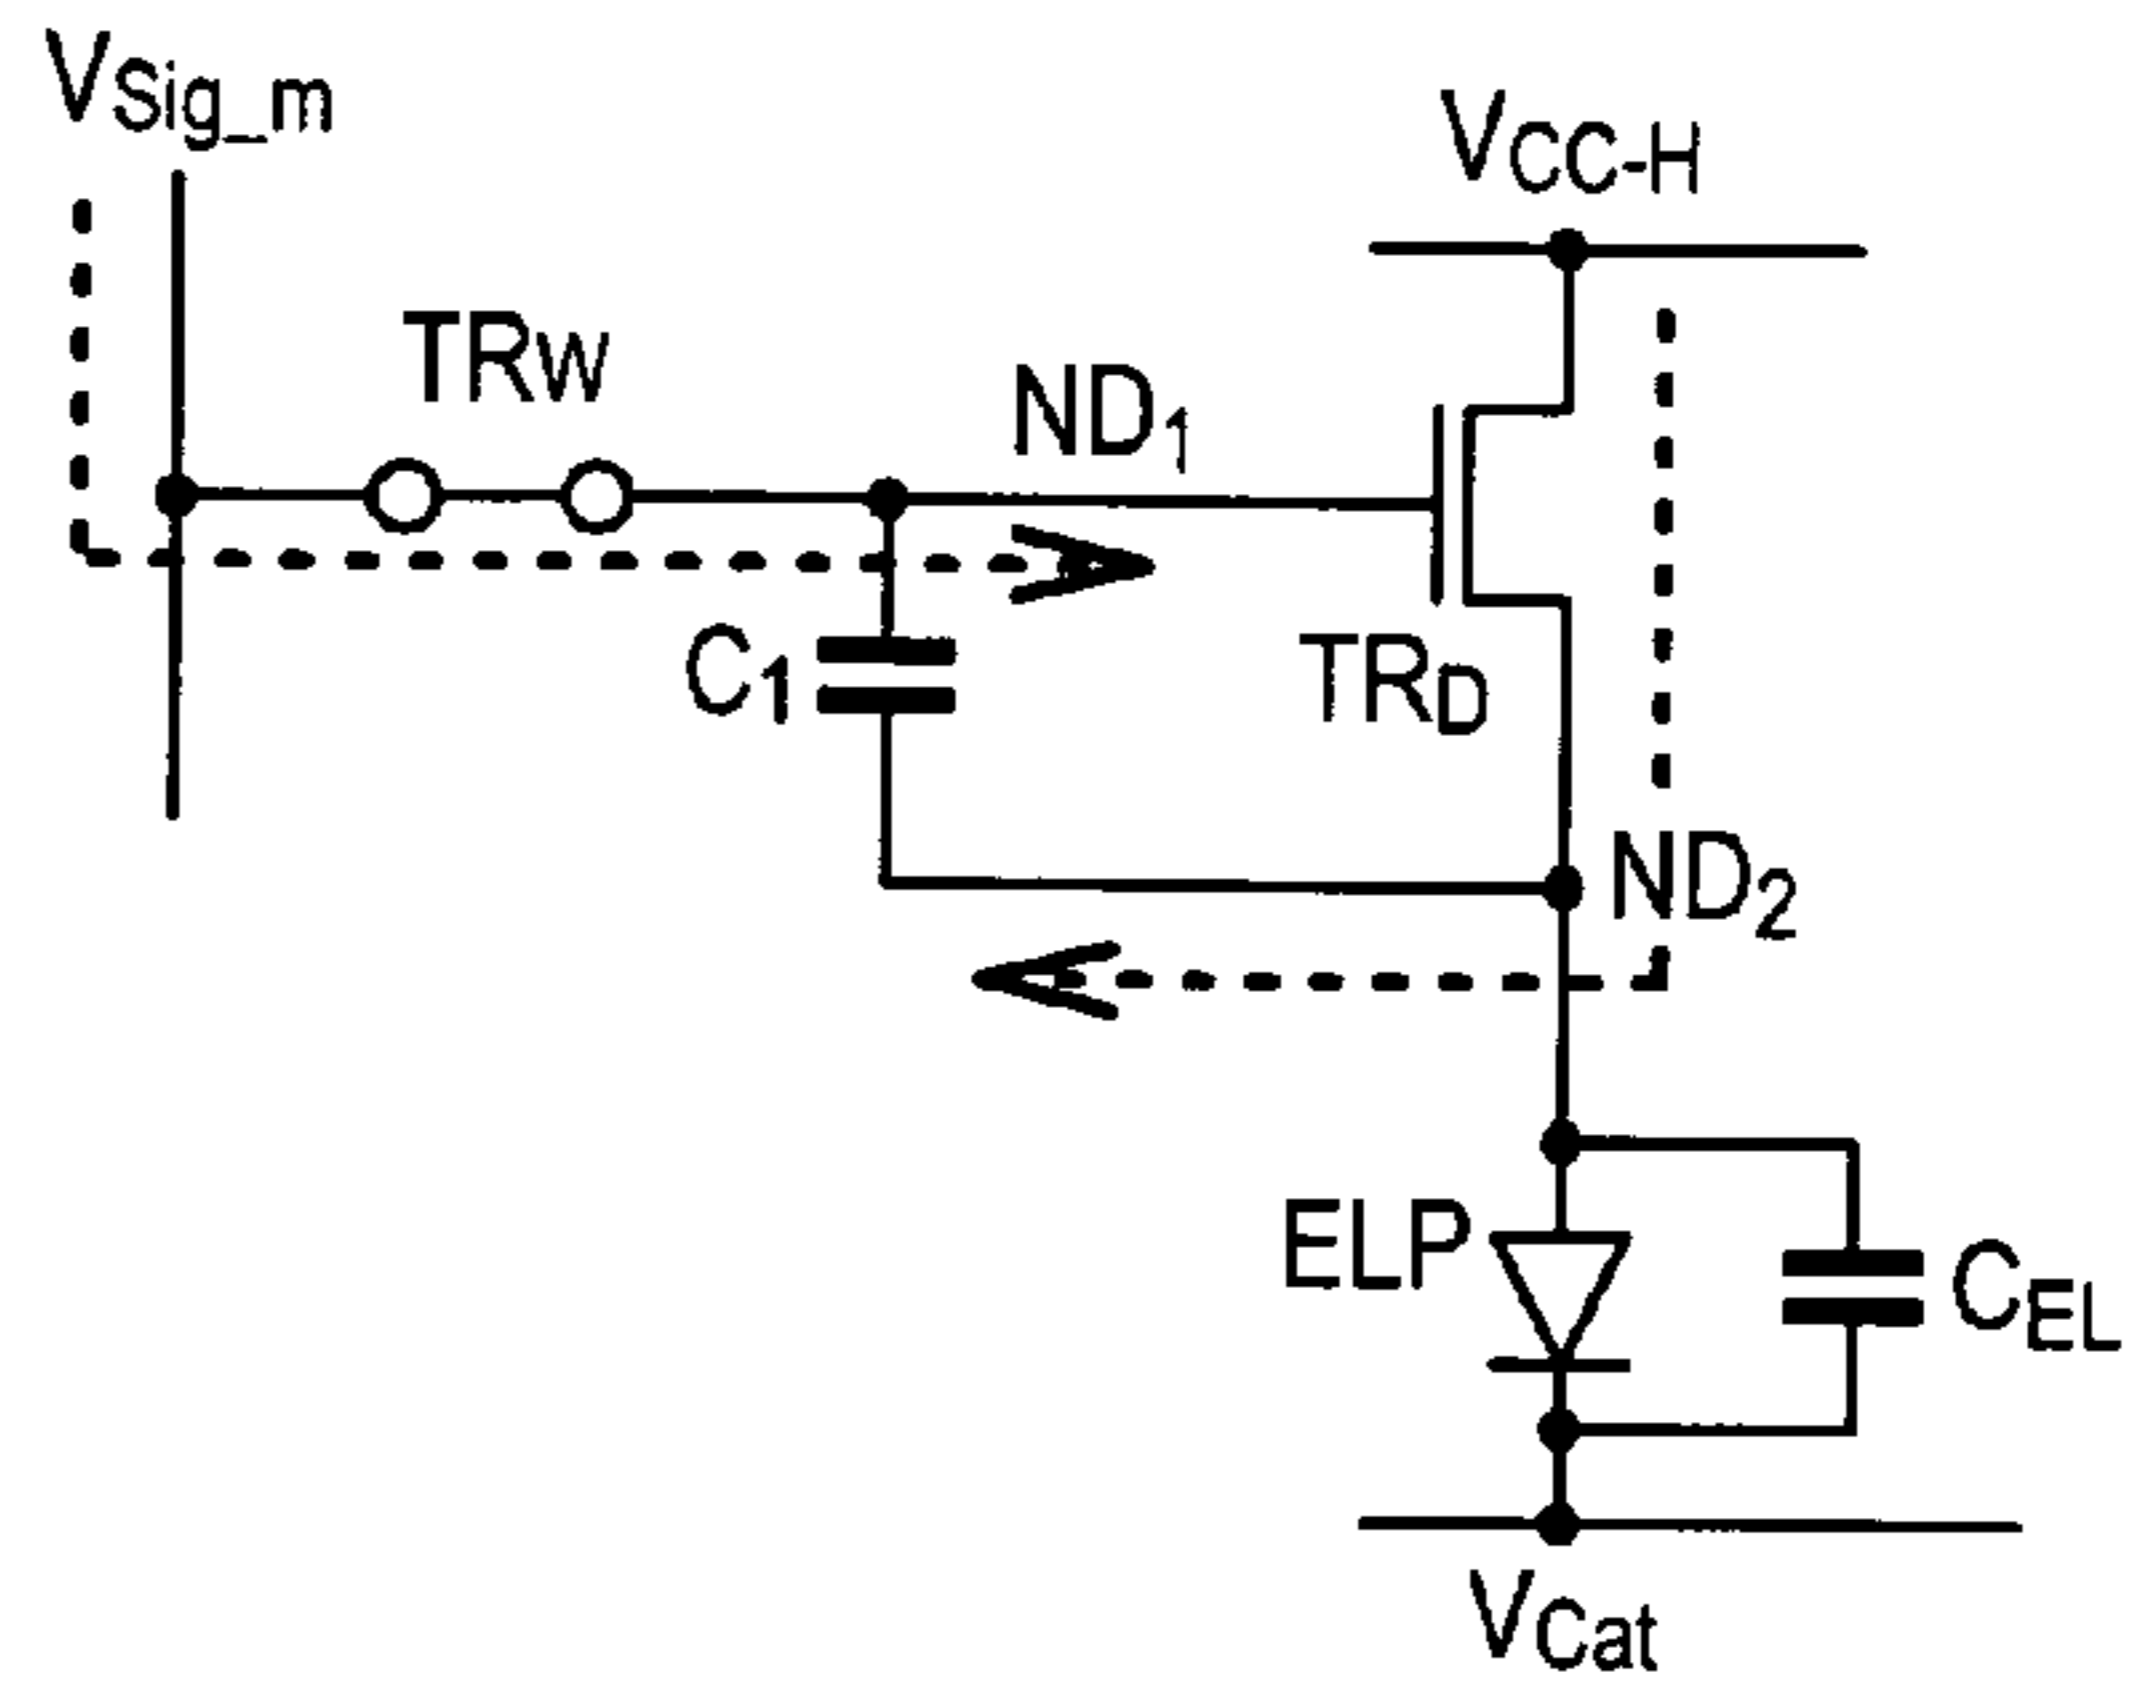 VSig_m
VCC-H
TRW
ND1
C1
TRD
ND2
ELP
CEL
VCat